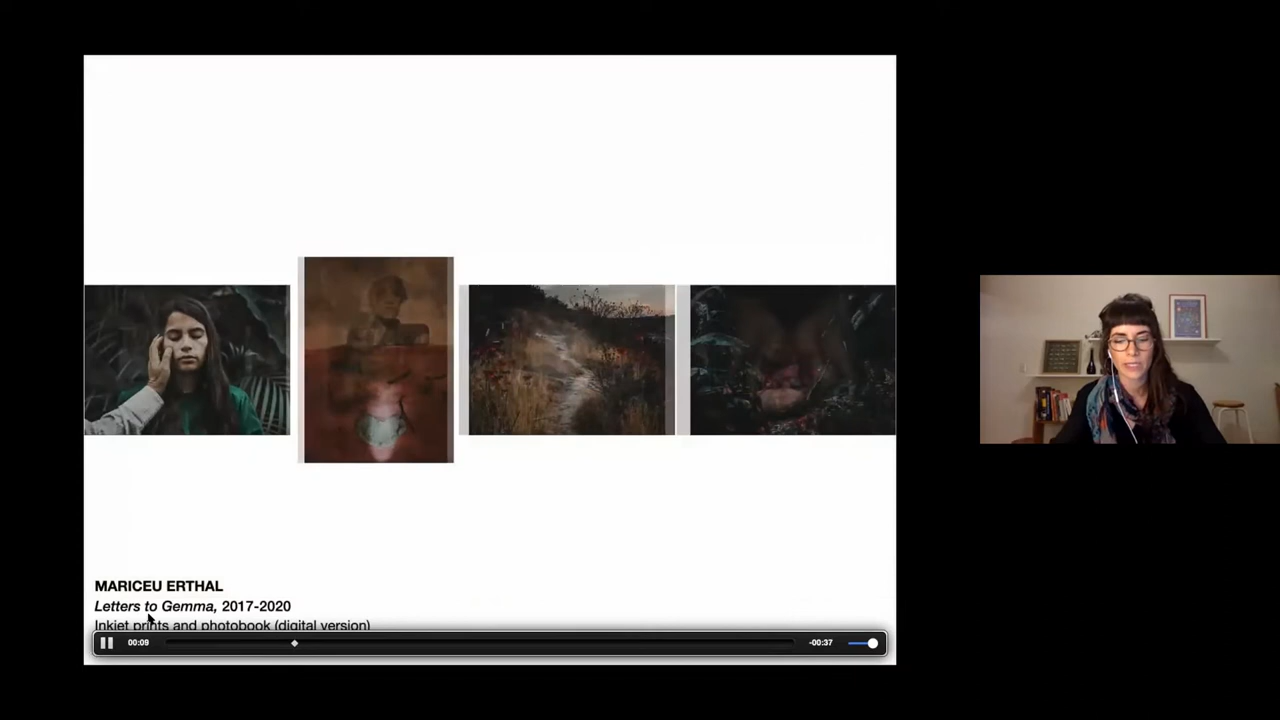 MARICEU ERTHAL
Letters to Gemma, 2017-2020
Inkjet prints and photobook (digital version)
00:09
-00:37